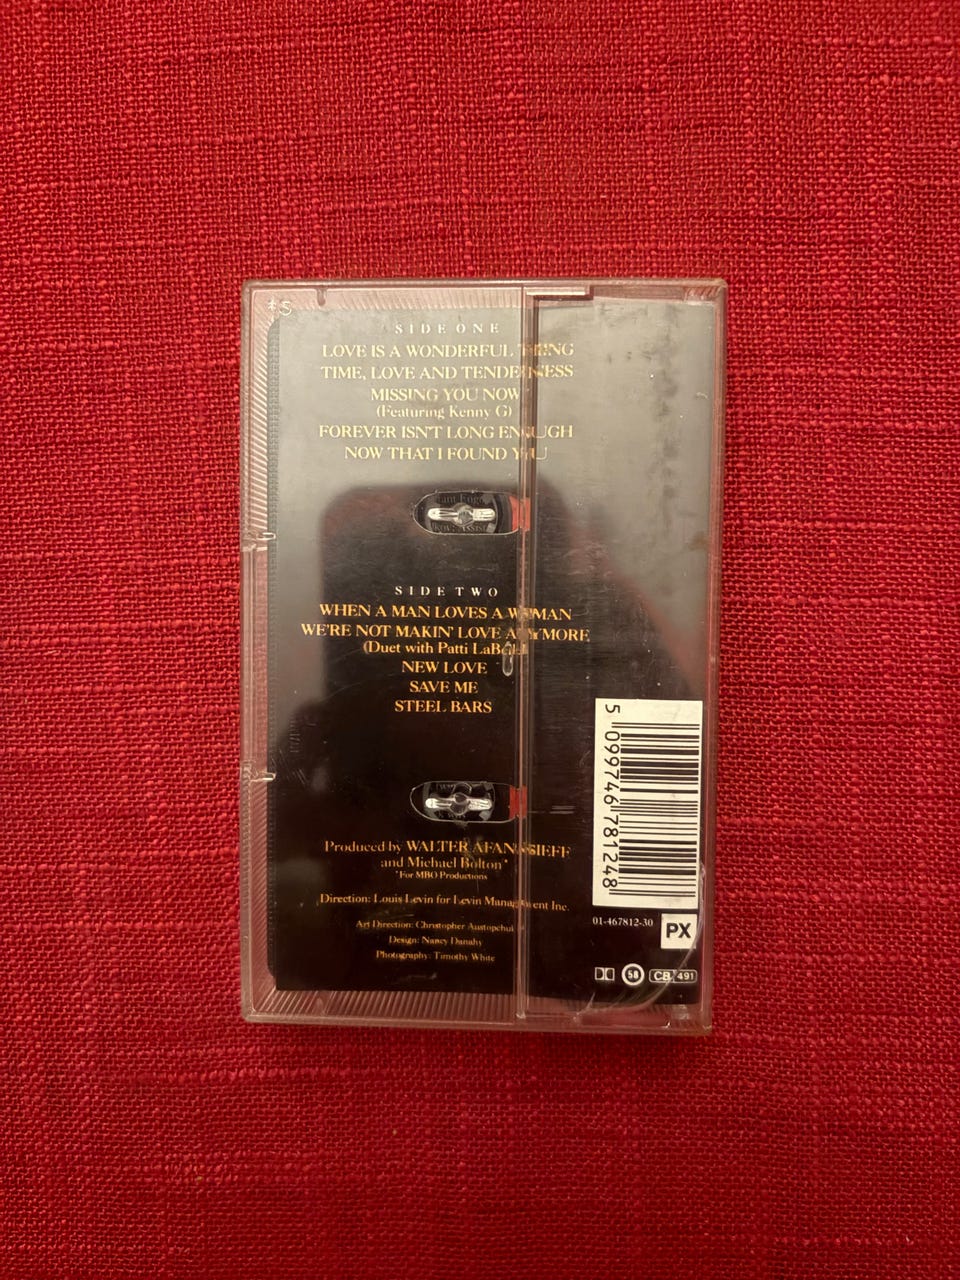 SIDE ONE
LOVE IS A WONDERFUL THING
TIME, LOVE AND TENDERNESS
MISSING YOU NOW
(Featuring Kenny G)
FOREVER ISN'T LONG ENOUGH
NOW THAT I FOUND YOU
SIDE TWO
WHEN A MAN LOVES A WOMAN
WE'RE NOT MAKIN' LOVE ANYMORE
(Duet with Patti LaBelle)
NEW LOVE
SAVE ME
STEEL BARS
Produced by WALTER AFANASIEFF
and Michael Bolton*
*For MBO Productions
Direction: Louis Levin for Levin Management Inc.
Art Direction: Christopher Austopchuk
Design: Nancy Donahy
Photography: Timothy White
5 099746 781248
01-467812-30
PX
58
CB 491